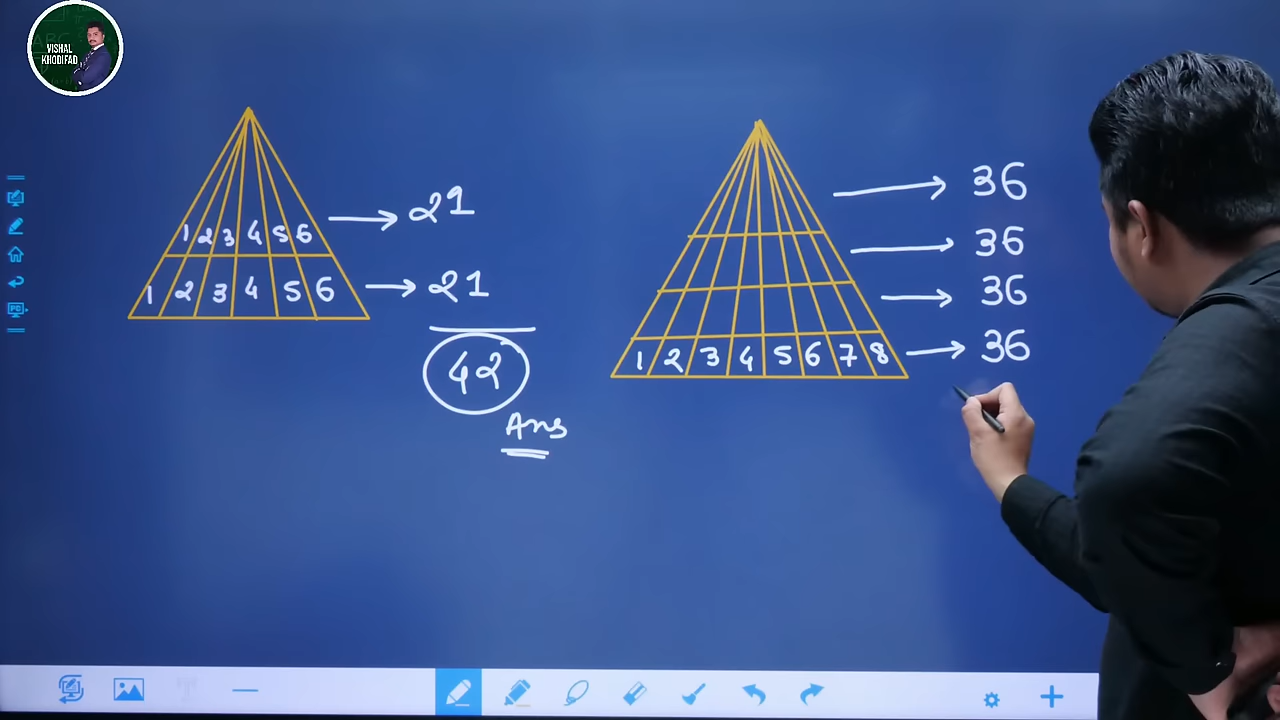 VISHAL
KHODIFAD
1 2 3 4 5 6 → 21
1 2 3 4 5 6 → 21
42
Ans
→ 36
→ 36
→ 36
1 2 3 4 5 6 7 8 → 36